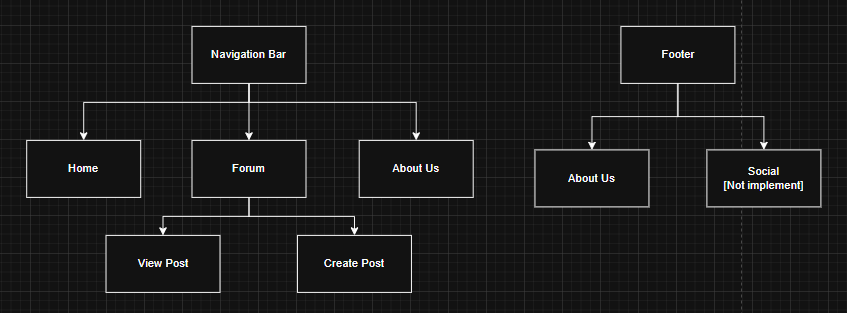 Navigation Bar
Footer
Home
Forum
About Us
About Us
Social
[Not implement]
View Post
Create Post